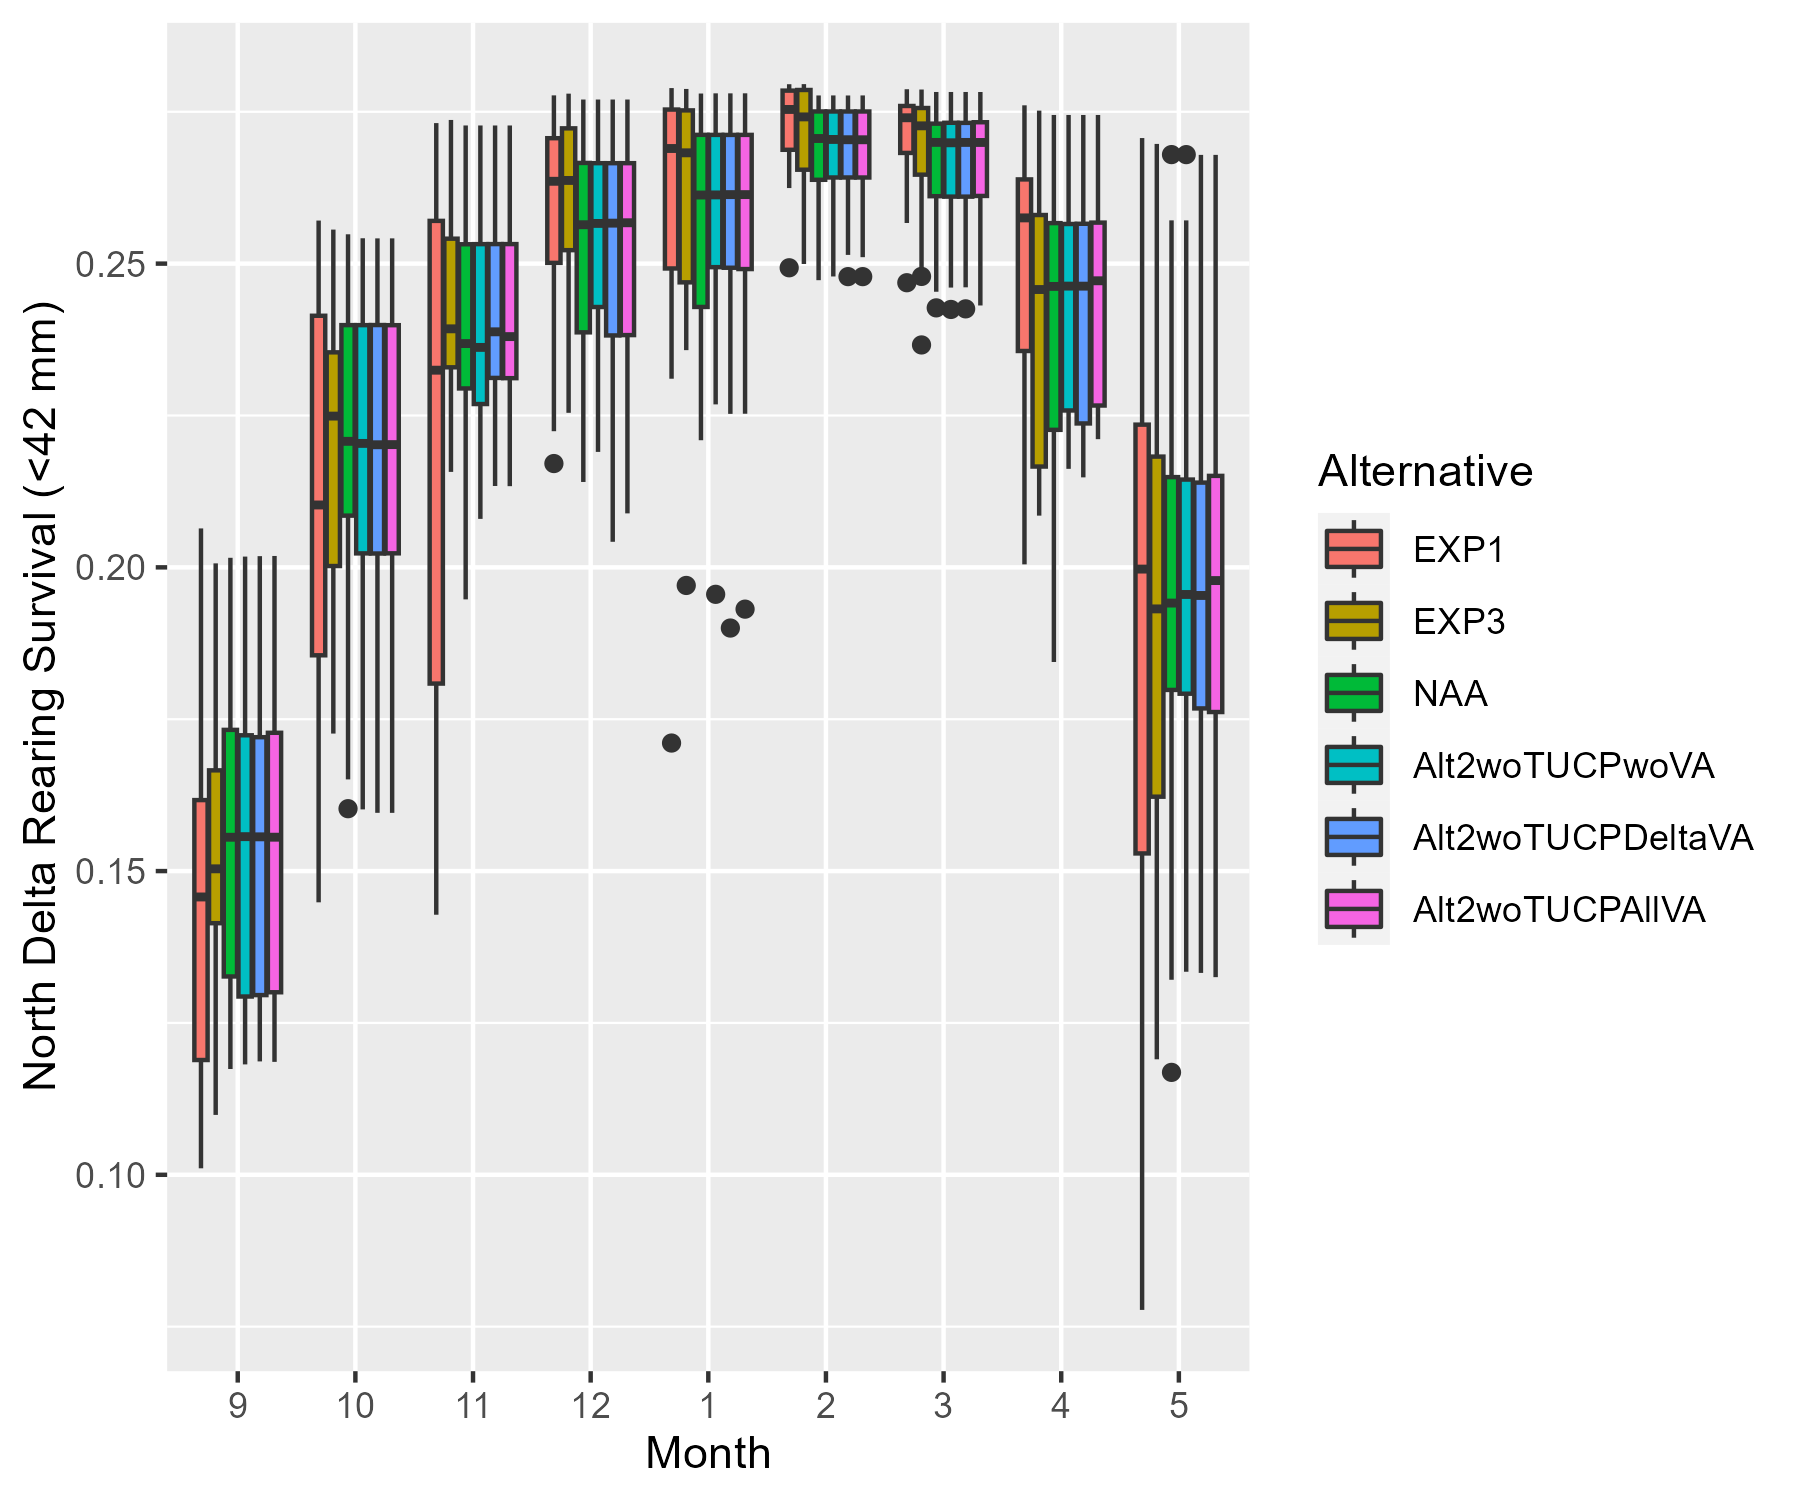 North Delta Rearing Survival (<42 mm)
0.25
0.20
0.15
0.10
9 10 11 12 1 2 3 4 5
Month
Alternative
EXP1
EXP3
NAA
Alt2woTUCPwoVA
Alt2woTUCPDeltaVA
Alt2woTUCPAllVA